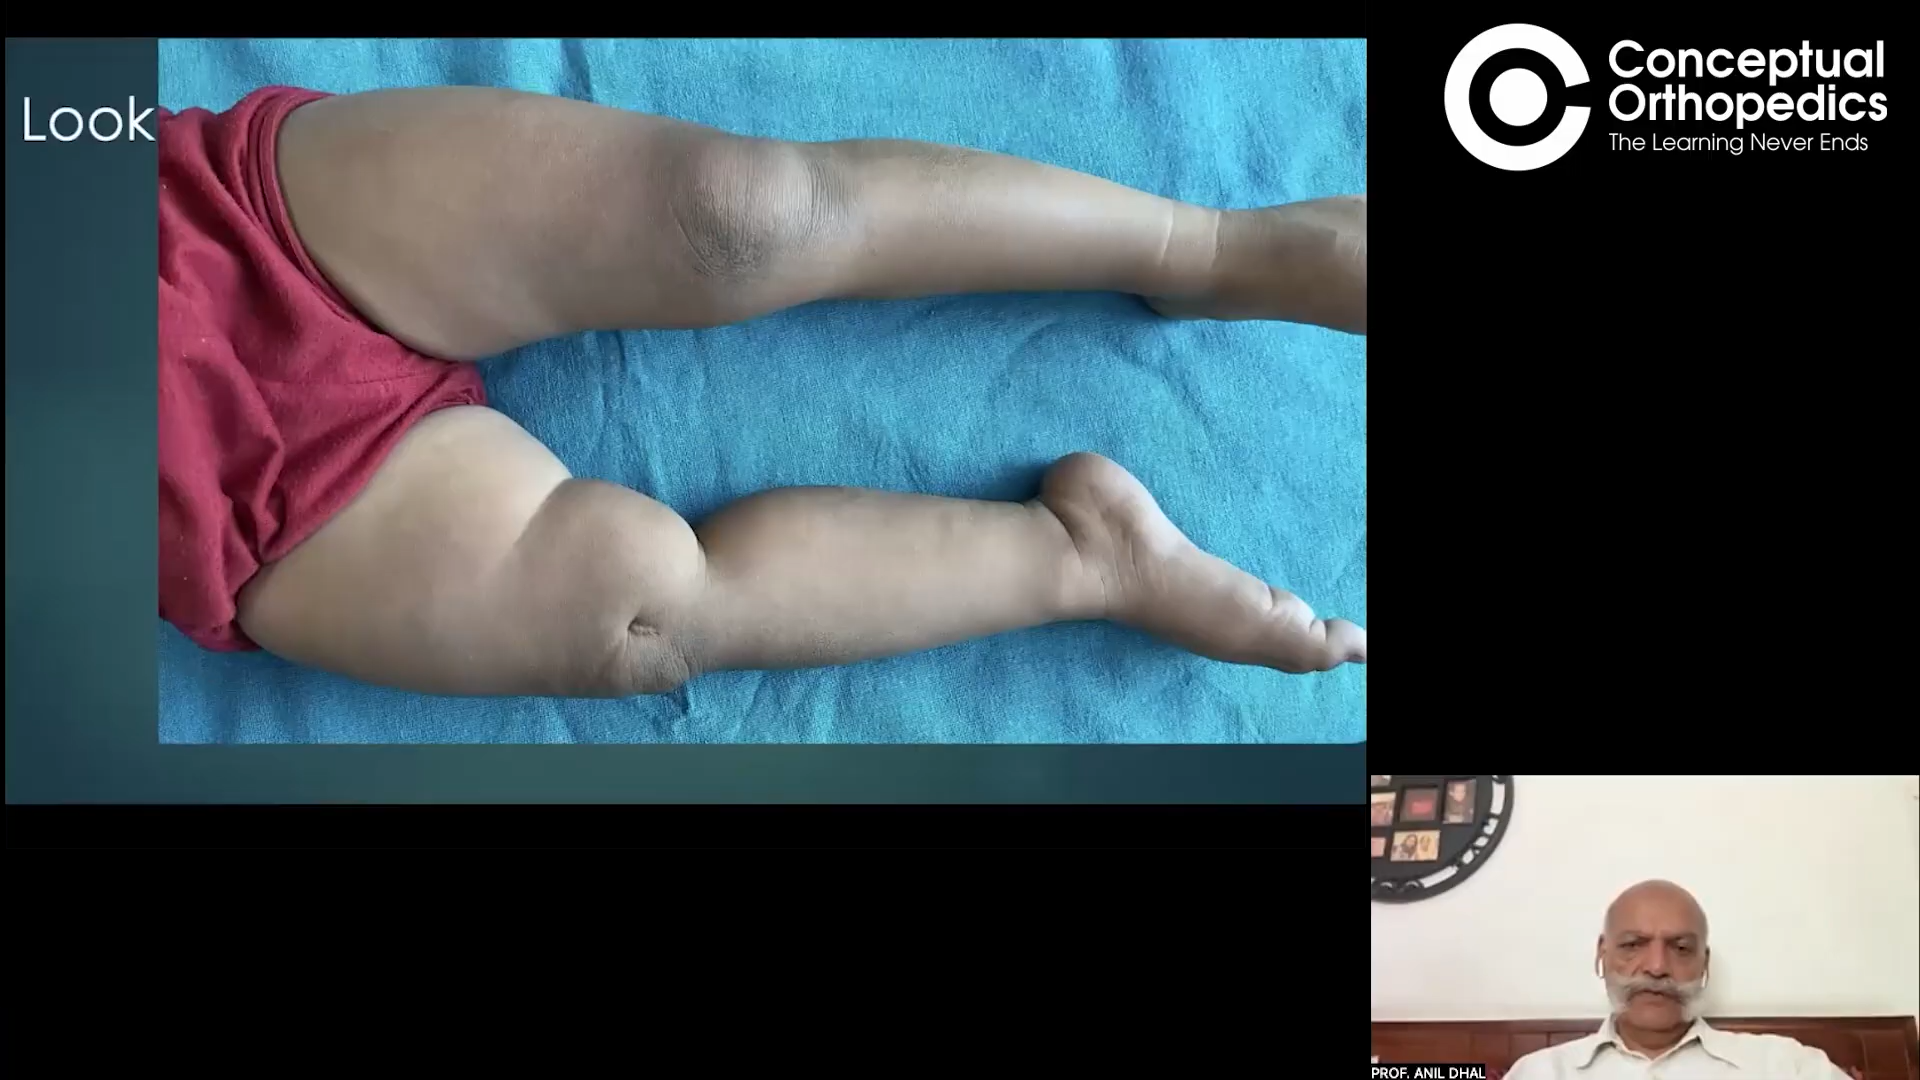 Look
Conceptual
Orthopedics
The Learning Never Ends
PROF. ANIL DHAL